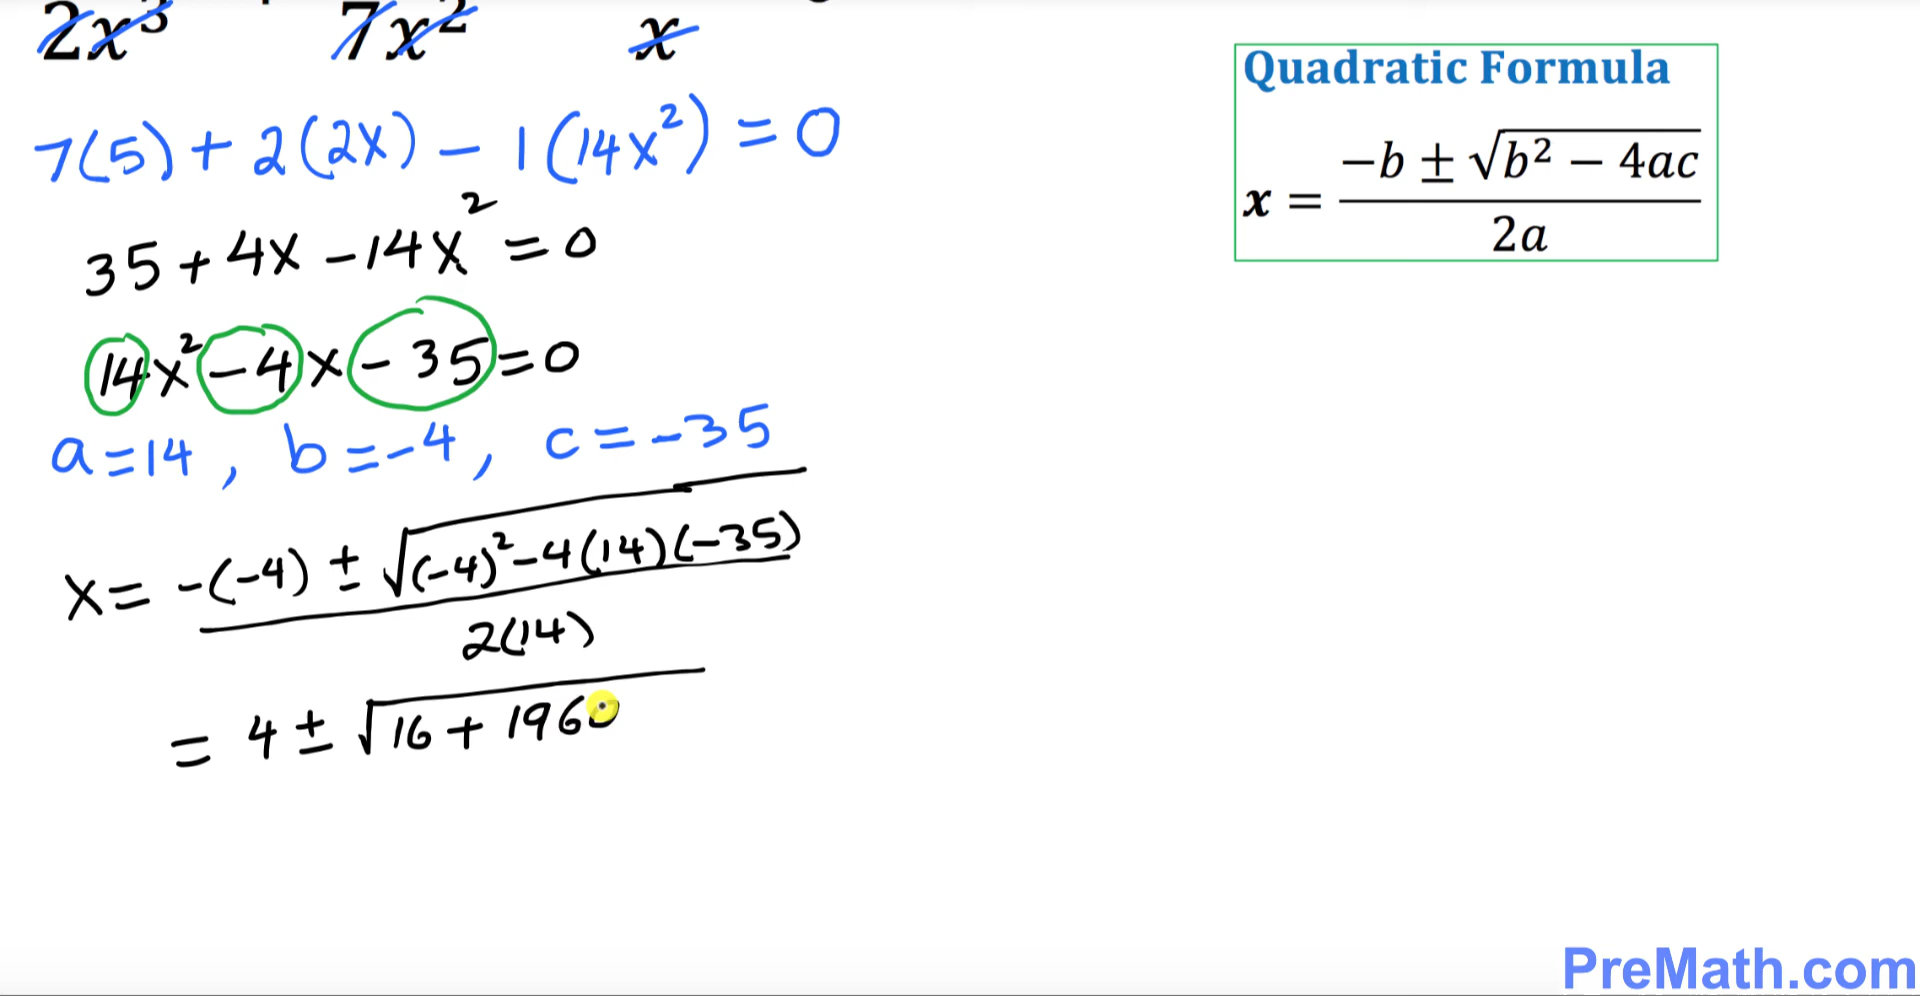 2x³ 7x² x
7(5) + 2(2x) − 1(14x²) = 0
35 + 4x − 14x² = 0
14x² − 4x − 35 = 0
a = 14, b = −4, c = −35
x = −(−4) ± √(−4)² − 4(14)(−35)
2(14)
= 4 ± √16 + 1960
Quadratic Formula
x = −b ± √b² − 4ac
2a
PreMath.com